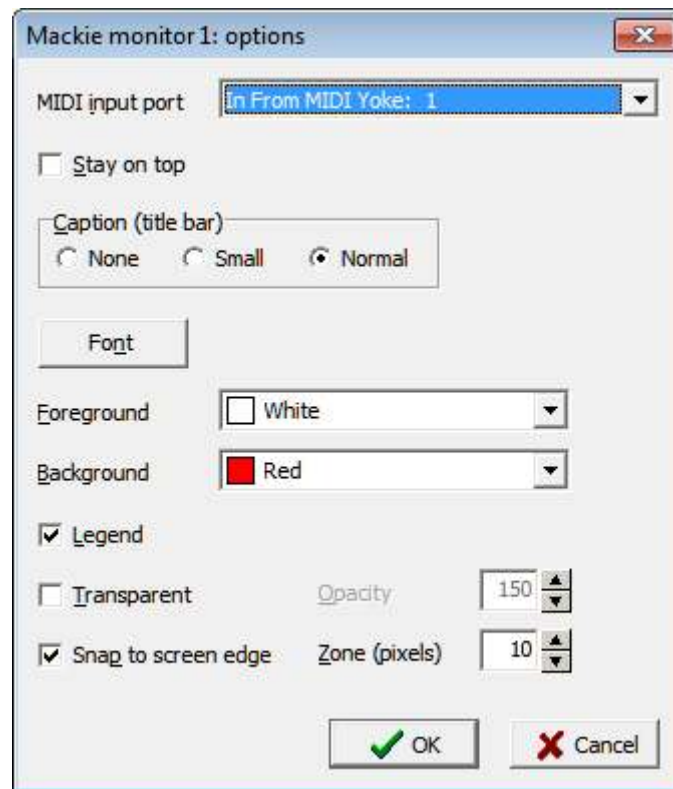 Mackie monitor 1: options
MIDI input port In From MIDI Yoke: 1
Stay on top
Caption (title bar)
None Small Normal
Font
Foreground White
Background Red
Legend
Transparent Opacity 150
Snap to screen edge Zone (pixels) 10
OK Cancel